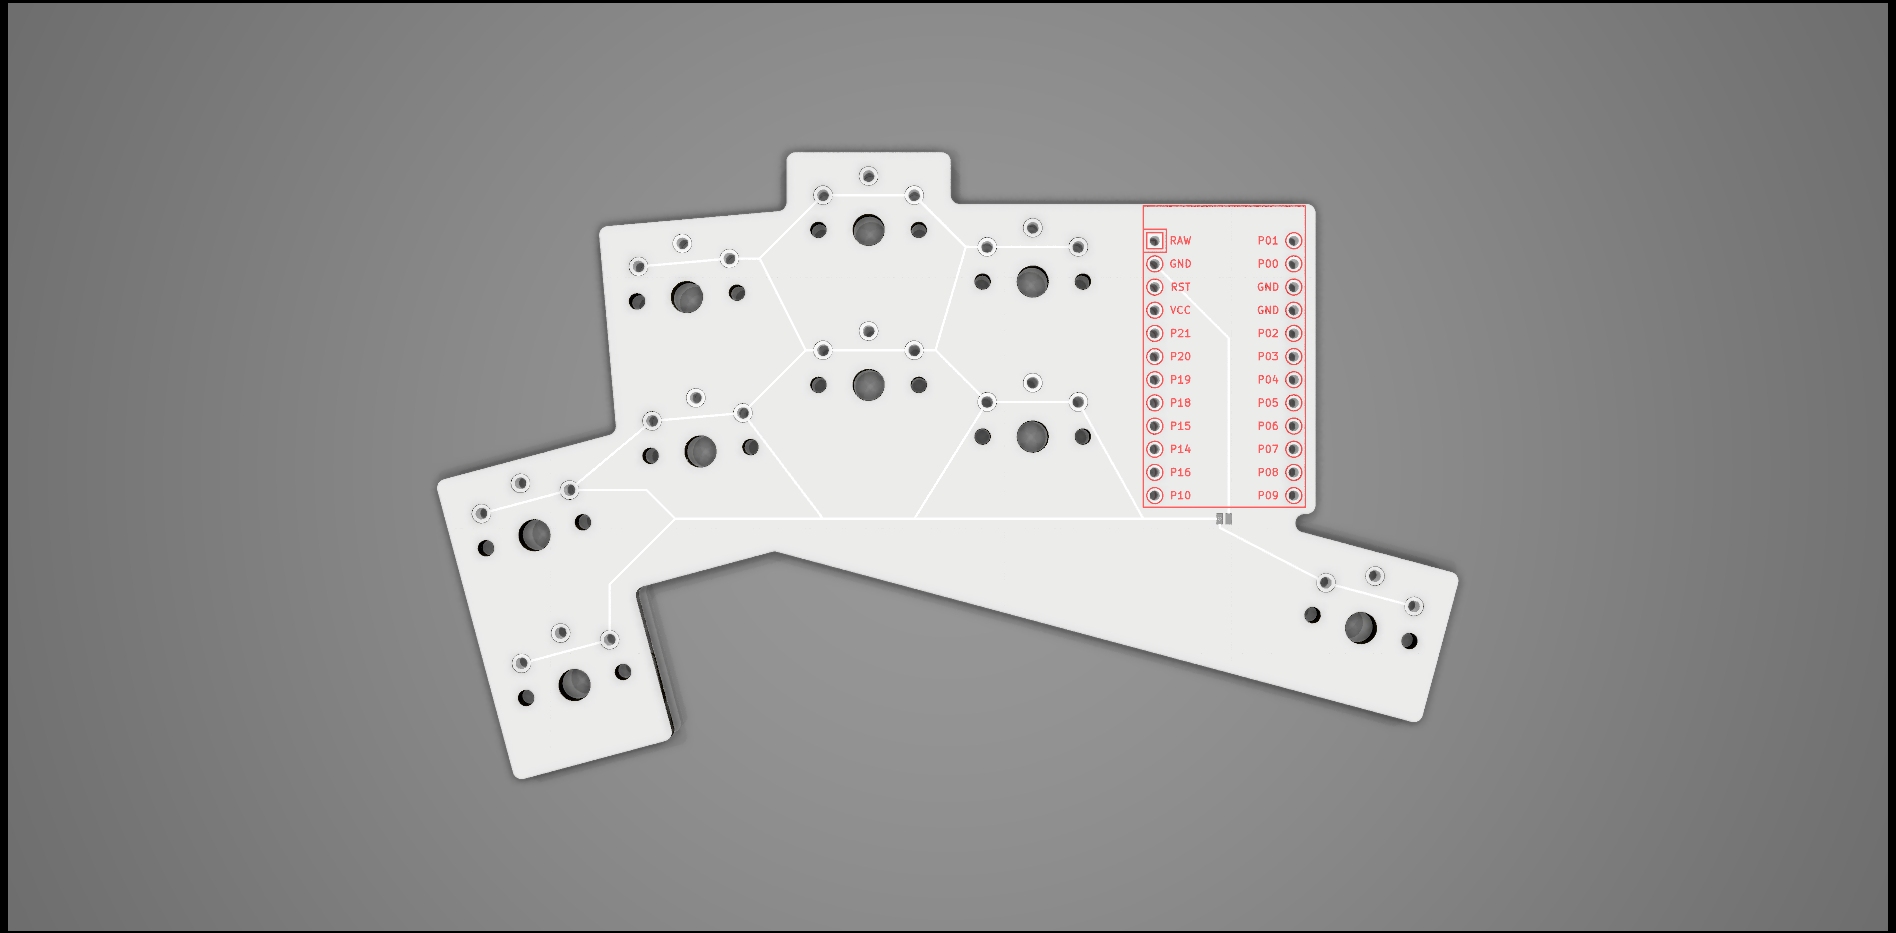 RAW P01
GND P00
RST GND
VCC GND
P21 P02
P20 P03
P19 P04
P18 P05
P15 P06
P14 P07
P16 P08
P10 P09